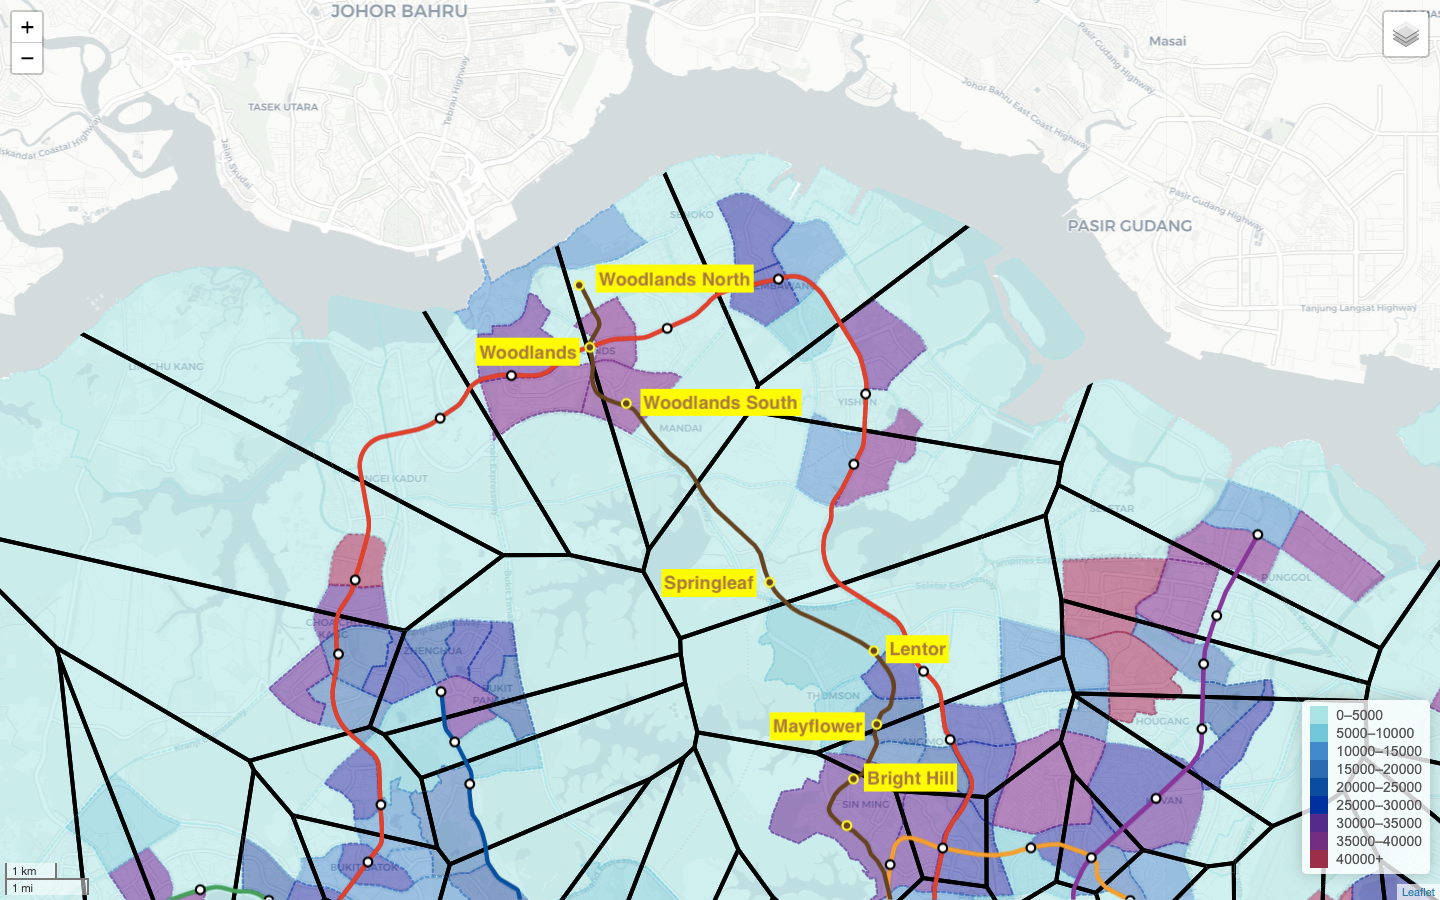 +
−
JOHOR BAHRU
Masai
Pasir Gudang Highway
TASEK UTARA
Tebrau Highway
Johor Bahru East Coast Highway
Iskandar Coastal Highway
Jalan Skudai
Pasir Gudang Highway
PASIR GUDANG
Woodlands North
Tanjung Langsat Highway
Woodlands
LIM CHU KANG
Woodlands South
YISHUN
MANDAI
SUNGEI KADUT
SELETAR
Springleaf
Seletar
PUNGGOL
CHOA CHU
KANG
ZHENGHUA
Lentor
BUKIT
THOMSON
Mayflower
HOUGANG
Bright Hill
SIN MING
BUKIT BATOK
0–5000
5000–10000
10000–15000
15000–20000
20000–25000
25000–30000
30000–35000
35000–40000
40000+
1 km
1 mi
Leaflet